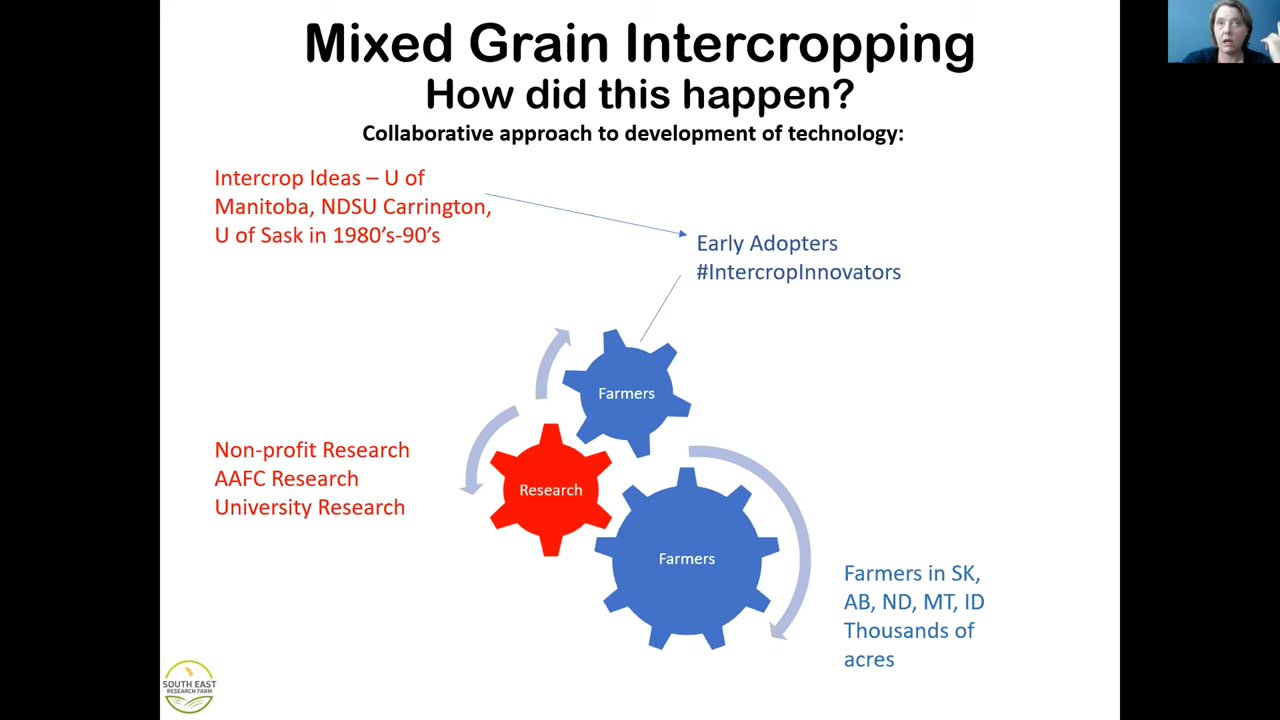 Mixed Grain Intercropping
How did this happen?
Collaborative approach to development of technology:
Intercrop Ideas – U of
Manitoba, NDSU Carrington,
U of Sask in 1980's-90's
Early Adopters
#IntercropInnovators
Farmers
Non-profit Research
AAFC Research
University Research
Research
Farmers
Farmers in SK,
AB, ND, MT, ID
Thousands of
acres
SOUTH EAST
RESEARCH FARM